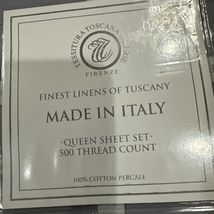 TESSITURA TOSCANA TELERIE
FIRENZE
FINEST LINENS OF TUSCANY
MADE IN ITALY
·QUEEN SHEET SET·
500 THREAD COUNT
100% COTTON PERCALE